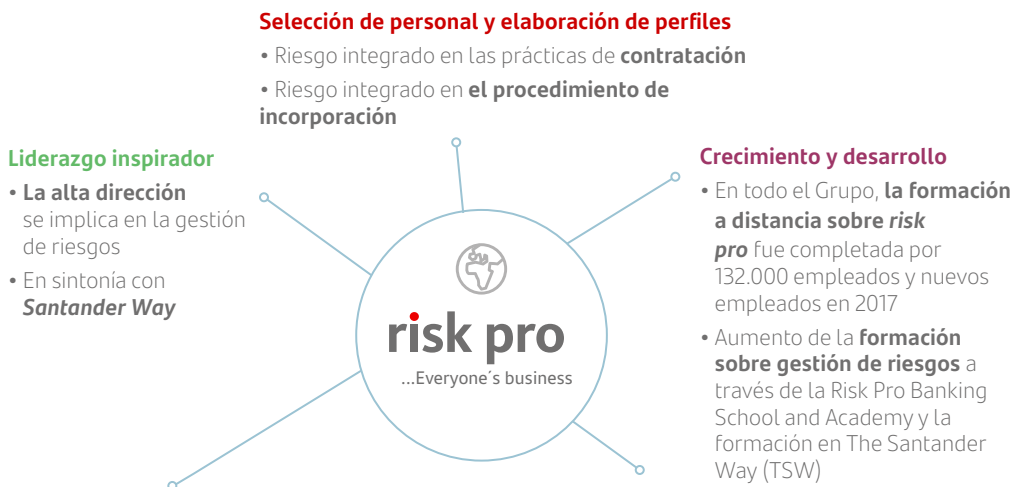 Selección de personal y elaboración de perfiles
• Riesgo integrado en las prácticas de contratación
• Riesgo integrado en el procedimiento de
incorporación
Liderazgo inspirador
• La alta dirección
se implica en la gestión
de riesgos
• En sintonía con
Santander Way
risk pro
...Everyone´s business
Crecimiento y desarrollo
• En todo el Grupo, la formación
a distancia sobre risk
pro fue completada por
132.000 empleados y nuevos
empleados en 2017
• Aumento de la formación
sobre gestión de riesgos a
través de la Risk Pro Banking
School and Academy y la
formación en The Santander
Way (TSW)